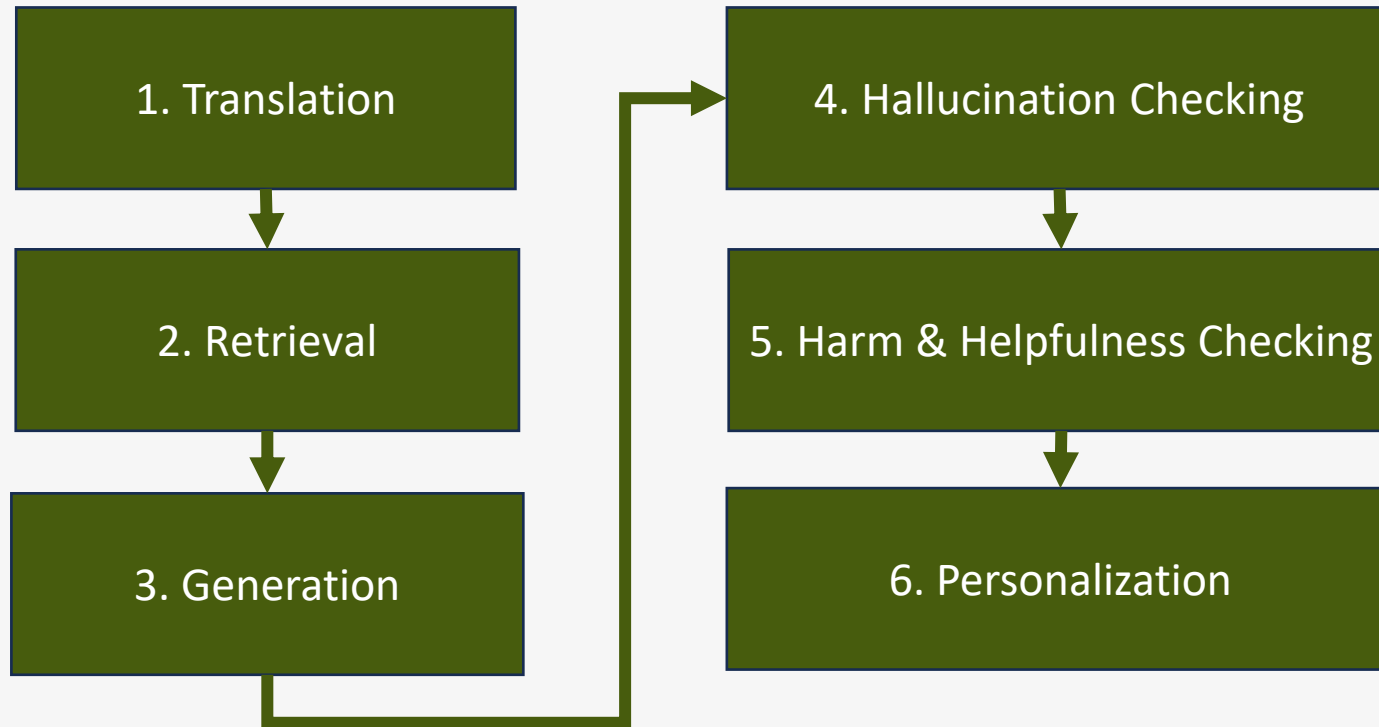 1. Translation
2. Retrieval
3. Generation
4. Hallucination Checking
5. Harm & Helpfulness Checking
6. Personalization